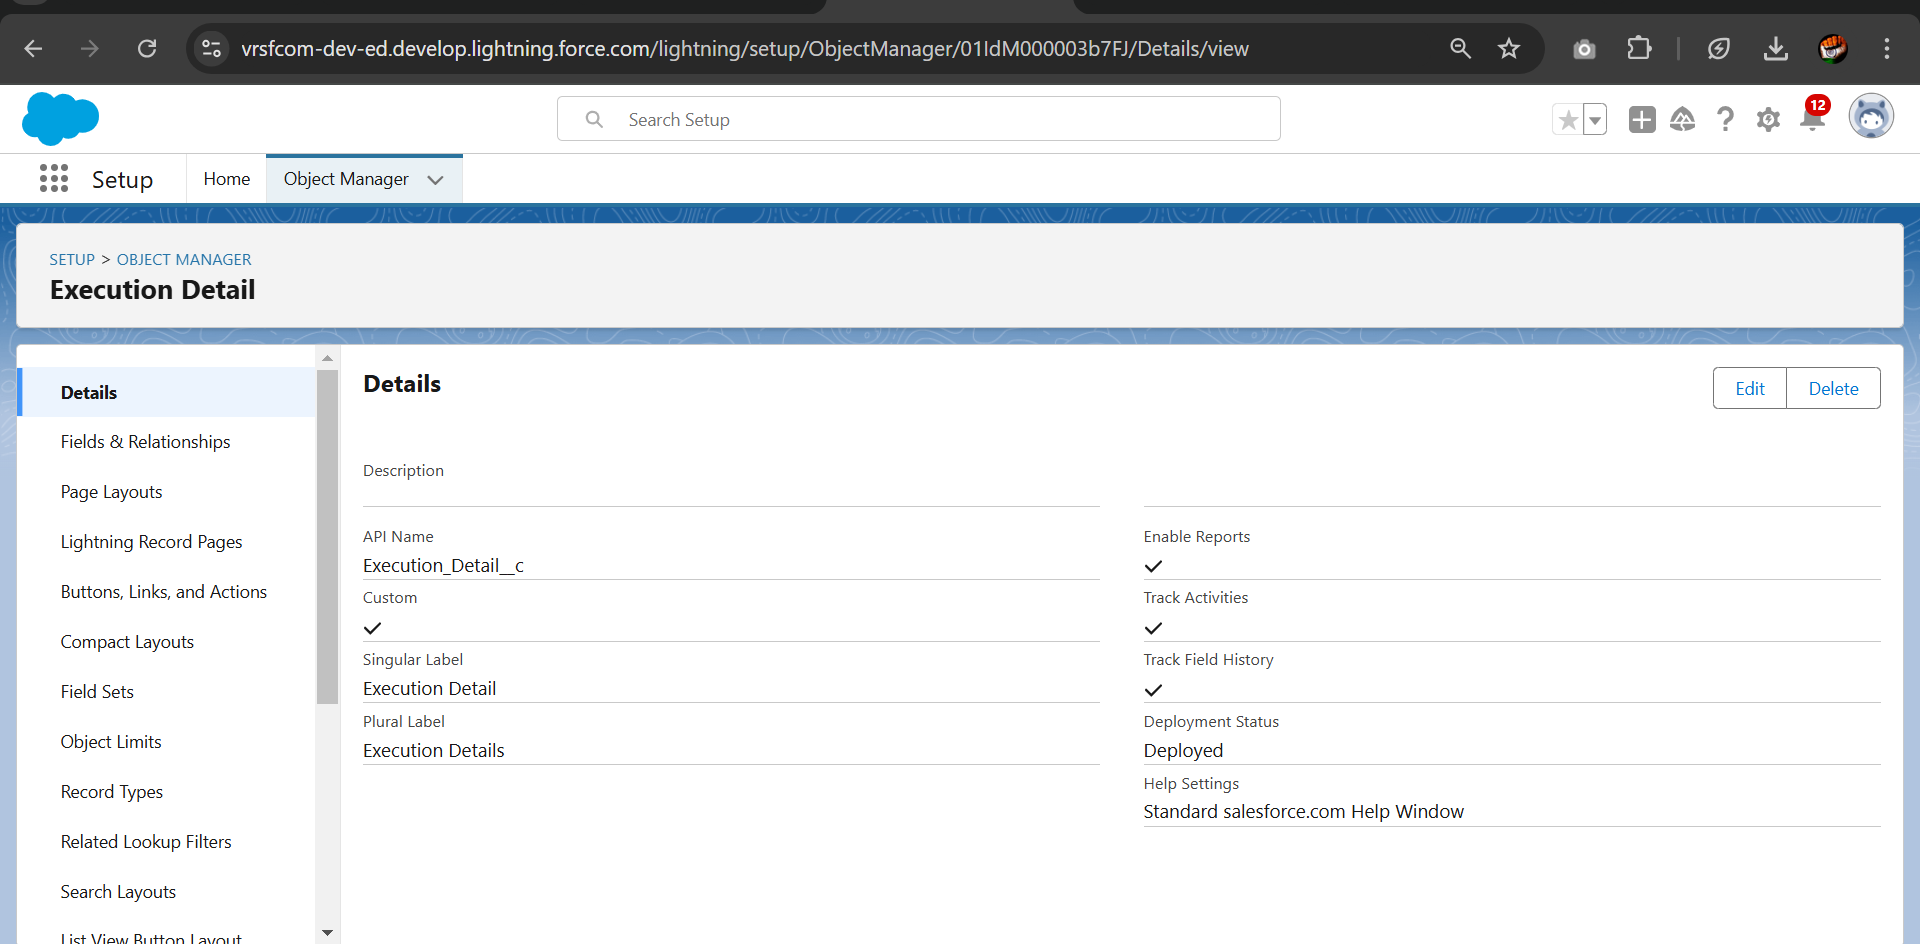 vrsfcom-dev-ed.develop.lightning.force.com/lightning/setup/ObjectManager/01IdM000003b7FJ/Details/view
Search Setup
12
Setup
Home
Object Manager
SETUP > OBJECT MANAGER
Execution Detail
Details
Fields & Relationships
Page Layouts
Lightning Record Pages
Buttons, Links, and Actions
Compact Layouts
Field Sets
Object Limits
Record Types
Related Lookup Filters
Search Layouts
List View Button Layout
Details
Edit
Delete
Description
API Name
Execution_Detail__c
Custom
Singular Label
Execution Detail
Plural Label
Execution Details
Enable Reports
Track Activities
Track Field History
Deployment Status
Deployed
Help Settings
Standard salesforce.com Help Window